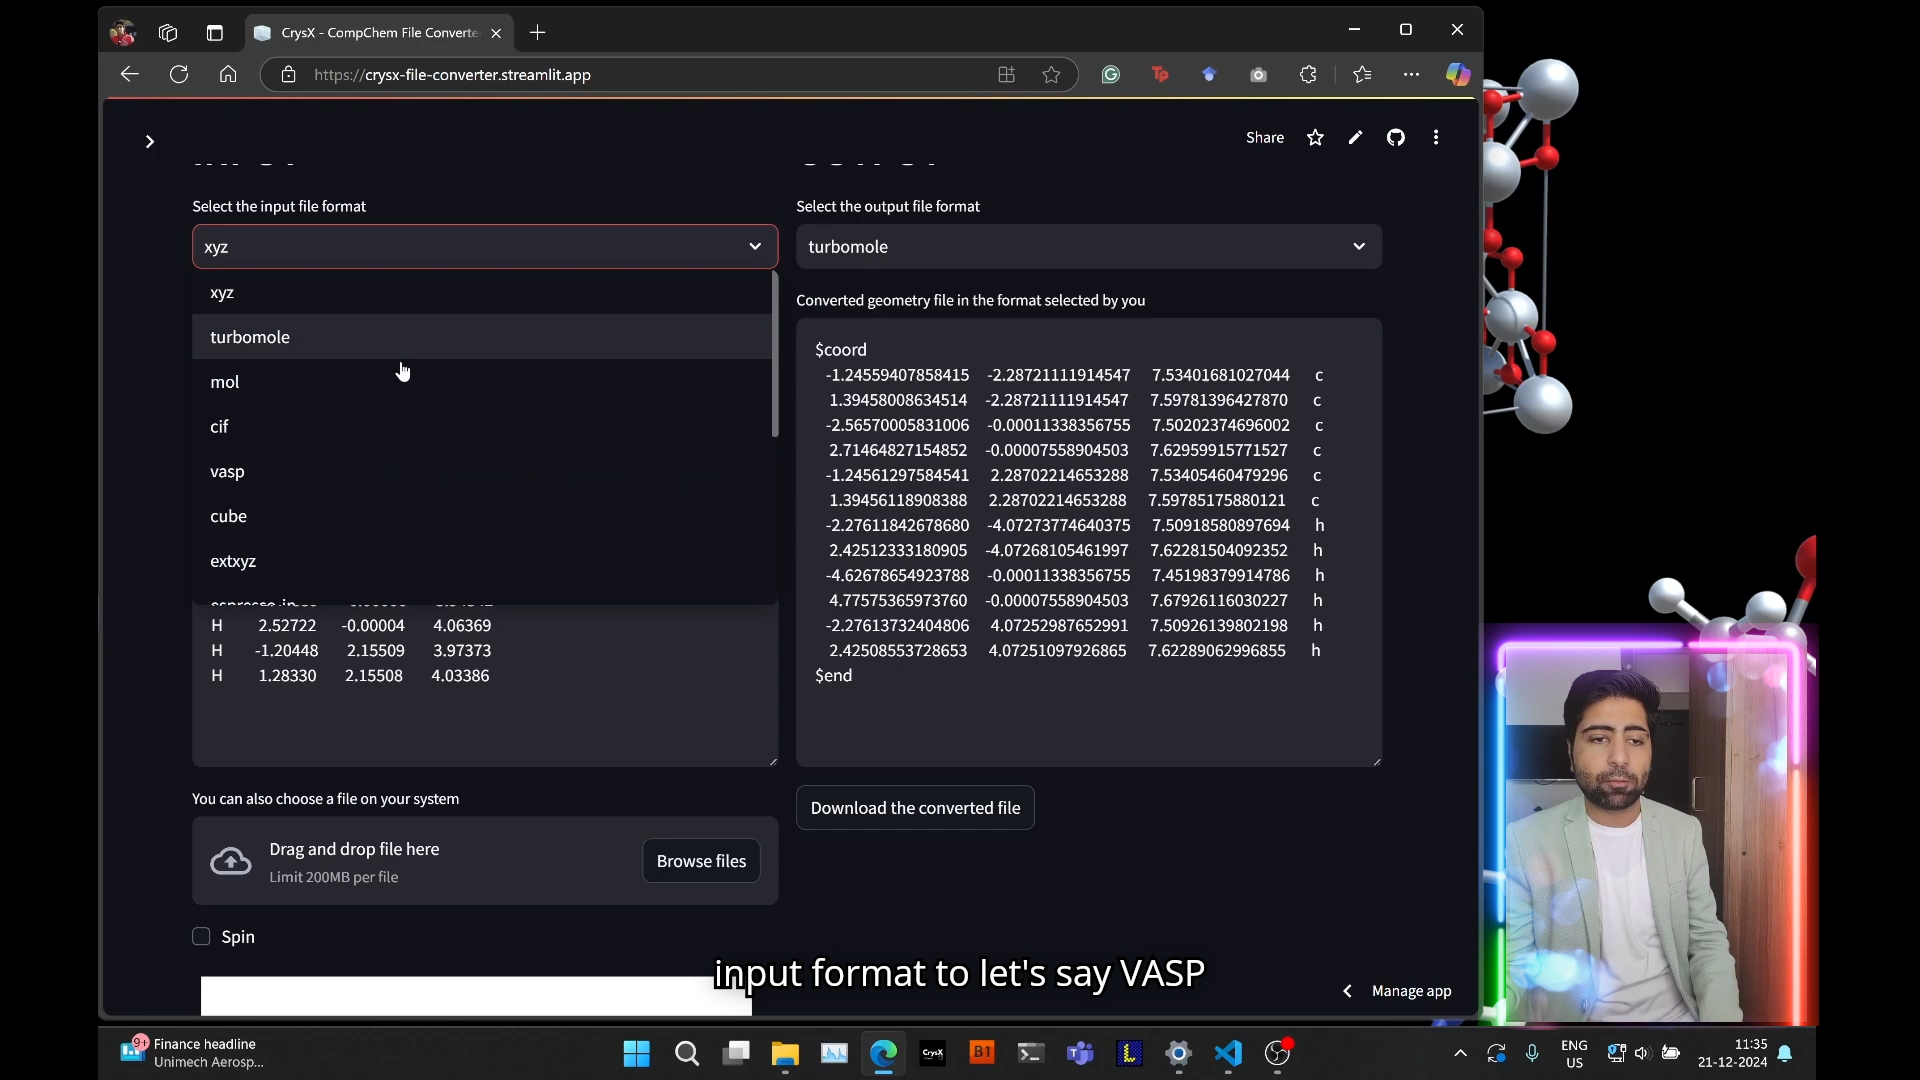 CrysX - CompChem File Converte
https://crysx-file-converter.streamlit.app
Share
Select the input file format
xyz
xyz
turbomole
mol
cif
vasp
cube
extxyz
H 2.52722 -0.00004 4.06369
H -1.20448 2.15509 3.97373
H 1.28330 2.15508 4.03386
You can also choose a file on your system
Drag and drop file here
Limit 200MB per file
Browse files
Spin
Select the output file format
turbomole
Converted geometry file in the format selected by you
$coord
-1.24559407858415 -2.28721111914547 7.53401681027044 c
1.39458008634514 -2.28721111914547 7.59781396427870 c
-2.56570005831006 -0.00011338356755 7.50202374696002 c
2.71464827154852 -0.00007558904503 7.62959915771527 c
-1.24561297584541 2.28702214653288 7.53405460479296 c
1.39456118908388 2.28702214653288 7.59785175880121 c
-2.27611842678680 -4.07273774640375 7.50918580897694 h
2.42512333180905 -4.07268105461997 7.62281504092352 h
-4.62678654923788 -0.00011338356755 7.45198379914786 h
4.77575365973760 -0.00007558904503 7.67926116030227 h
-2.27613732404806 4.07252987652991 7.50926139802198 h
2.42508553728653 4.07251097926865 7.62289062996855 h
$end
Download the converted file
input format to let's say VASP
Manage app
9+
Finance headline
Unimech Aerosp...
CrysX
B1
ENG
US
11:35
21-12-2024